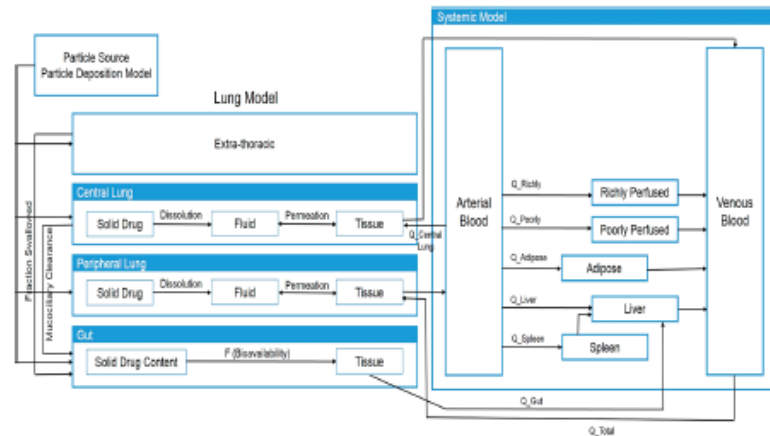 Systemic Model
Particle Source
Particle Deposition Model
Lung Model
Extra-thoracic
Central Lung
Solid Drug
Dissolution
Fluid
Permeation
Tissue
Q_Central
Lung
Peripheral Lung
Solid Drug
Dissolution
Fluid
Permeation
Tissue
Gut
Solid Drug Content
F (Bioavailability)
Tissue
Fraction Swallowed
Mucociliary Clearance
Arterial
Blood
Q_Richly
Richly Perfused
Q_Poorly
Poorly Perfused
Q_Adipose
Adipose
Q_Liver
Liver
Q_Spleen
Spleen
Venous
Blood
Q_Gut
Q_Total